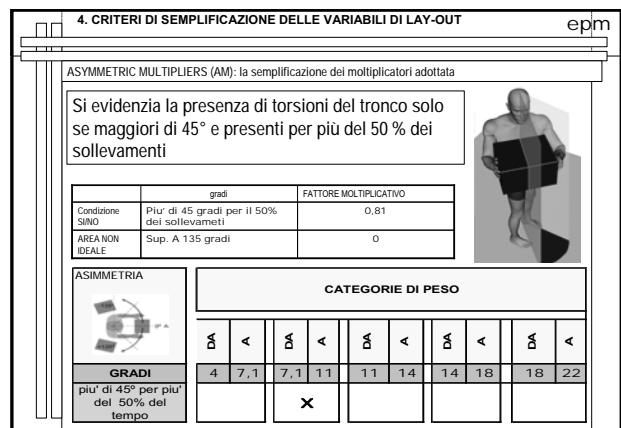 4. CRITERI DI SEMPLIFICAZIONE DELLE VARIABILI DI LAY-OUT
epm
ASYMMETRIC MULTIPLIERS (AM): la semplificazione dei moltiplicatori adottata
Si evidenzia la presenza di torsioni del tronco solo
se maggiori di 45° e presenti per più del 50 % dei
sollevamenti
gradi FATTORE MOLTIPLICATIVO
Condizione SI/NO Piu' di 45 gradi per il 50% dei sollevameti 0,81
AREA NON IDEALE Sup. A 135 gradi 0
ASIMMETRIA
CATEGORIE DI PESO
DA A DA A DA A DA A DA A
GRADI 4 7,1 7,1 11 11 14 14 18 18 22
piu' di 45° per piu'
del 50% del
tempo
X